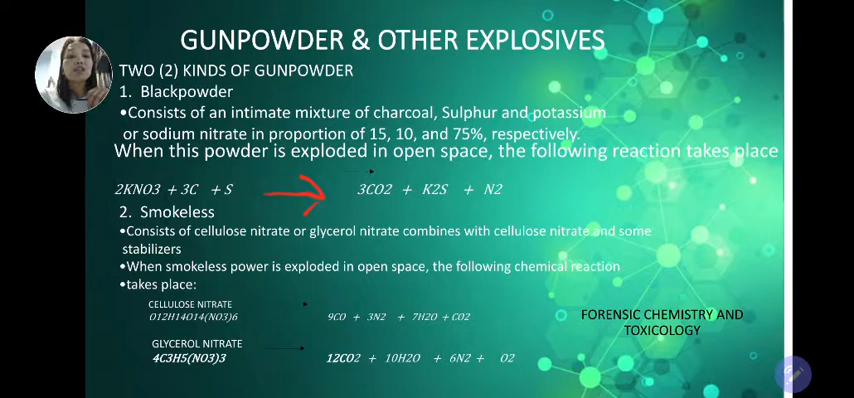 GUNPOWDER & OTHER EXPLOSIVES
TWO (2) KINDS OF GUNPOWDER
1. Blackpowder
•Consists of an intimate mixture of charcoal, Sulphur and potassium
or sodium nitrate in proportion of 15, 10, and 75%, respectively.
When this powder is exploded in open space, the following reaction takes place
2KNO3 + 3C + S 3CO2 + K2S + N2
2. Smokeless
•Consists of cellulose nitrate or glycerol nitrate combines with cellulose nitrate and some
stabilizers
•When smokeless power is exploded in open space, the following chemical reaction
•takes place:
CELLULOSE NITRATE
O12H14O14(NO3)6 9CO + 3N2 + 7H2O + CO2
GLYCEROL NITRATE
4C3H5(NO3)3 12CO2 + 10H2O + 6N2 + O2
FORENSIC CHEMISTRY AND
TOXICOLOGY